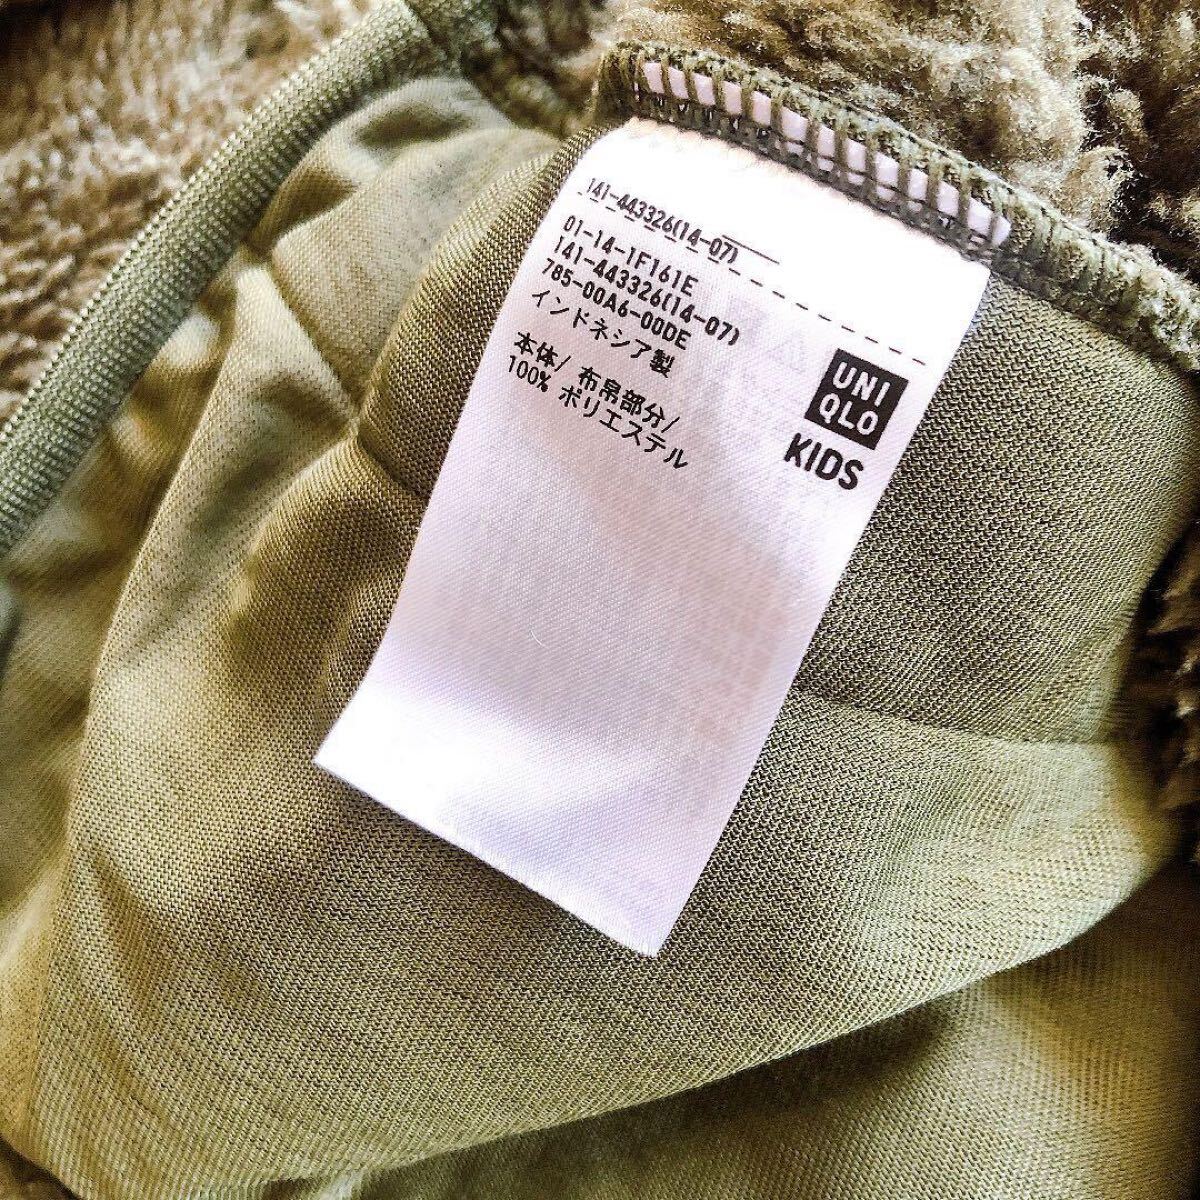 141-443326(14-07)
01-14-1F161E
141-443326(14-07)
785-00A6-00DE
インドネシア製
本体/ 布帛部分/
100% ポリエステル
UNI
QLO
KIDS